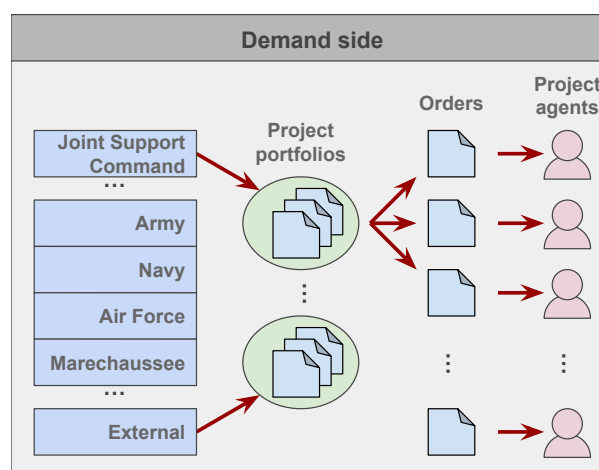 Demand side
Project
agents
Orders
Project
portfolios
Joint Support
Command
...
Army
Navy
Air Force
Marechaussee
...
External